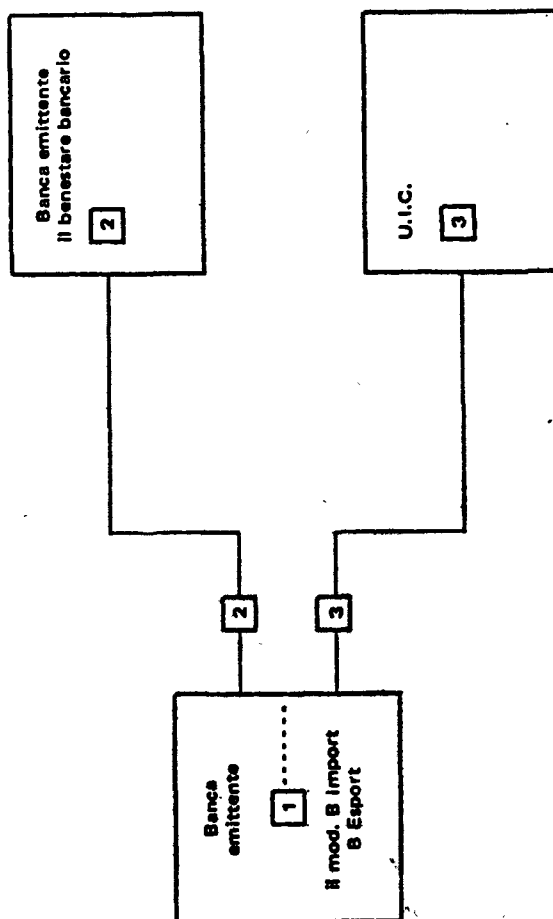 Banca emittente
il benestare bancario
2
U.I.C.
3
2
3
Banca
emittente
1
il mod. B Import
B Esport